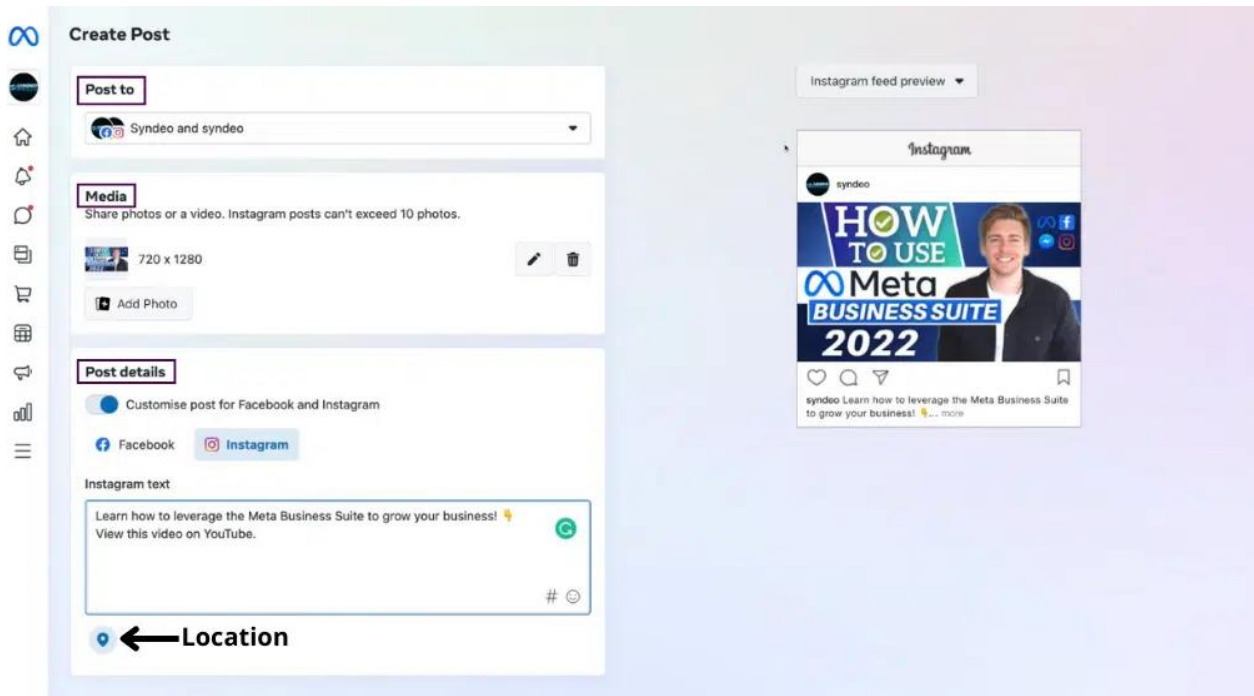 Create Post
Post to
Syndeo and syndeo
Media
Share photos or a video. Instagram posts can't exceed 10 photos.
720 x 1280
Add Photo
Post details
Customise post for Facebook and Instagram
Facebook
Instagram
Instagram text
Learn how to leverage the Meta Business Suite to grow your business! 👇
View this video on YouTube.
#
Location
Instagram feed preview
Instagram
syndeo
HOW
TO USE
Meta
BUSINESS SUITE
2022
syndeo Learn how to leverage the Meta Business Suite
to grow your business! 👇... more